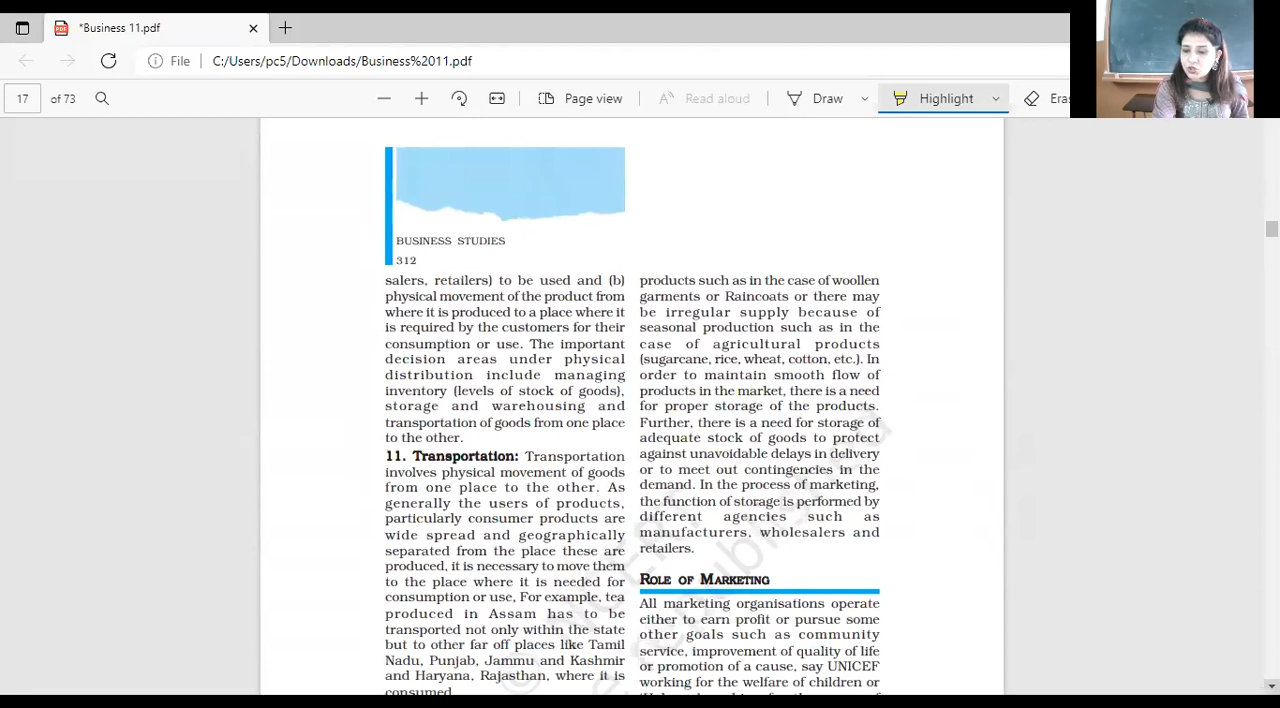 *Business 11.pdf
File
C:/Users/pc5/Downloads/Business%2011.pdf
17 of 73
Page view
Read aloud
Draw
Highlight
BUSINESS STUDIES
312
salers, retailers) to be used and (b)
physical movement of the product from
where it is produced to a place where it
is required by the customers for their
consumption or use. The important
decision areas under physical
distribution include managing
inventory (levels of stock of goods),
storage and warehousing and
transportation of goods from one place
to the other.
11. Transportation: Transportation
involves physical movement of goods
from one place to the other. As
generally the users of products,
particularly consumer products are
wide spread and geographically
separated from the place these are
produced, it is necessary to move them
to the place where it is needed for
consumption or use, For example, tea
produced in Assam has to be
transported not only within the state
but to other far off places like Tamil
Nadu, Punjab, Jammu and Kashmir
and Haryana, Rajasthan, where it is
consumed
products such as in the case of woollen
garments or Raincoats or there may
be irregular supply because of
seasonal production such as in the
case of agricultural products
(sugarcane, rice, wheat, cotton, etc.). In
order to maintain smooth flow of
products in the market, there is a need
for proper storage of the products.
Further, there is a need for storage of
adequate stock of goods to protect
against unavoidable delays in delivery
or to meet out contingencies in the
demand. In the process of marketing,
the function of storage is performed by
different agencies such as
manufacturers, wholesalers and
retailers.
ROLE OF MARKETING
All marketing organisations operate
either to earn profit or pursue some
other goals such as community
service, improvement of quality of life
or promotion of a cause, say UNICEF
working for the welfare of children or